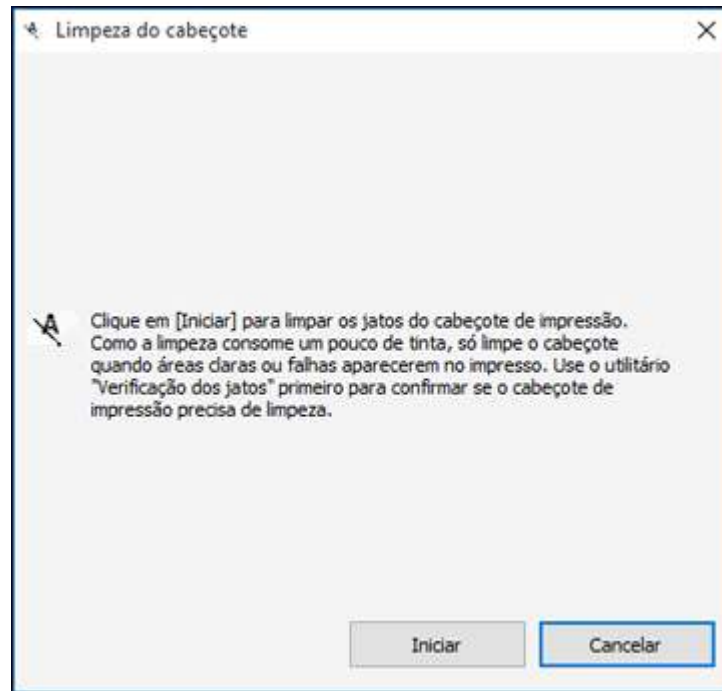 Limpeza do cabeçote
Clique em [Iniciar] para limpar os jatos do cabeçote de impressão.
Como a limpeza consome um pouco de tinta, só limpe o cabeçote
quando áreas claras ou falhas aparecerem no impresso. Use o utilitário
"Verificação dos jatos" primeiro para confirmar se o cabeçote de
impressão precisa de limpeza.
Iniciar
Cancelar